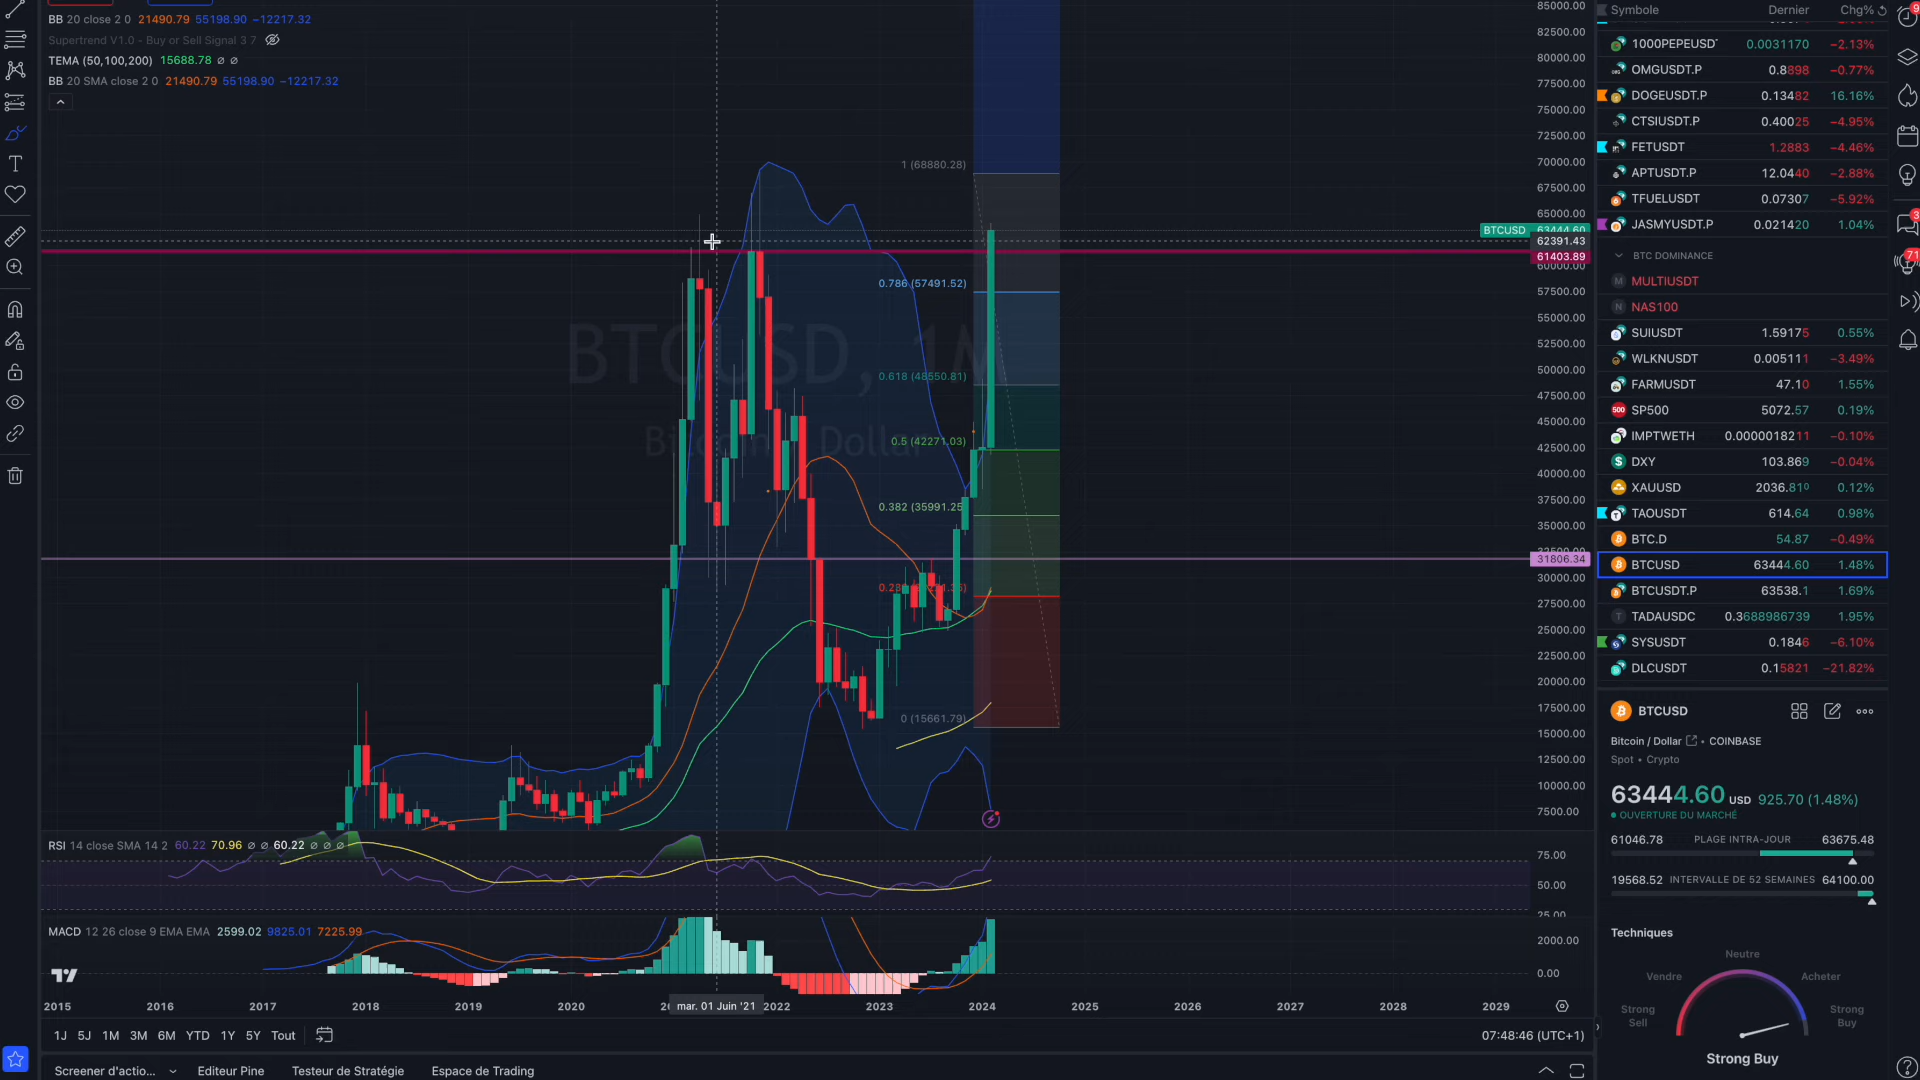 BB 20 close 2 0 21490.79 55198.90 −12217.32
Supertrend V1.0 - Buy or Sell Signal 3 7
TEMA (50,100,200) 15688.78 ∅ ∅
BB 20 SMA close 2 0 21490.79 55198.90 −12217.32
BTCUSD, 1M
Bitcoin / Dollar
1 (68880.28)
0.786 (57491.52)
0.618 (48550.81)
0.5 (42271.03)
0.382 (35991.25
0 (15661.79)
85000.00
82500.00
80000.00
77500.00
75000.00
72500.00
70000.00
67500.00
65000.00
BTCUSD 63444.60
62391.43
61403.89
60000.00
57500.00
55000.00
52500.00
50000.00
47500.00
45000.00
42500.00
40000.00
37500.00
35000.00
32500.00
31806.34
30000.00
27500.00
25000.00
22500.00
20000.00
17500.00
15000.00
12500.00
10000.00
7500.00
RSI 14 close SMA 14 2 60.22 70.96 ∅ ∅ 60.22 ∅ ∅ ∅
75.00
50.00
25.00
MACD 12 26 close 9 EMA EMA 2599.02 9825.01 7225.99
2000.00
0.00
2015 2016 2017 2018 2019 2020 mar. 01 Juin '21 2022 2023 2024 2025 2026 2027 2028 2029
1J 5J 1M 3M 6M YTD 1Y 5Y Tout
07:48:46 (UTC+1)
Screener d'actio... Editeur Pine Testeur de Stratégie Espace de Trading
Symbole Dernier Chg%
1000PEPEUSDT 0.0031170 −2.13%
OMGUSDT.P 0.8898 −0.77%
DOGEUSDT.P 0.13482 16.16%
CTSIUSDT.P 0.40025 −4.95%
FETUSDT 1.2883 −4.46%
APTUSDT.P 12.0440 −2.88%
TFUELUSDT 0.07307 −5.92%
JASMYUSDT.P 0.021420 1.04%
BTC DOMINANCE
M MULTIUSDT
N NAS100
SUIUSDT 1.59175 0.55%
WLKNUSDT 0.005111 −3.49%
FARMUSDT 47.10 1.55%
500 SP500 5072.57 0.19%
IMPTWETH 0.0000018211 −0.10%
DXY 103.869 −0.04%
XAUUSD 2036.810 0.12%
TAOUSDT 614.64 0.98%
BTC.D 54.87 −0.49%
BTCUSD 63444.60 1.48%
BTCUSDT.P 63538.1 1.69%
T TADAUSDC 0.3688986739 1.95%
SYSUSDT 0.1846 −6.10%
DLCUSDT 0.15821 −21.82%
BTCUSD
Bitcoin / Dollar • COINBASE
Spot • Crypto
63444.60 USD 925.70 (1.48%)
OUVERTURE DU MARCHÉ
61046.78 PLAGE INTRA-JOUR 63675.48
19568.52 INTERVALLE DE 52 SEMAINES 64100.00
Techniques
Neutre
Vendre Acheter
Strong Sell
Strong Buy
Strong Buy
9
3
71